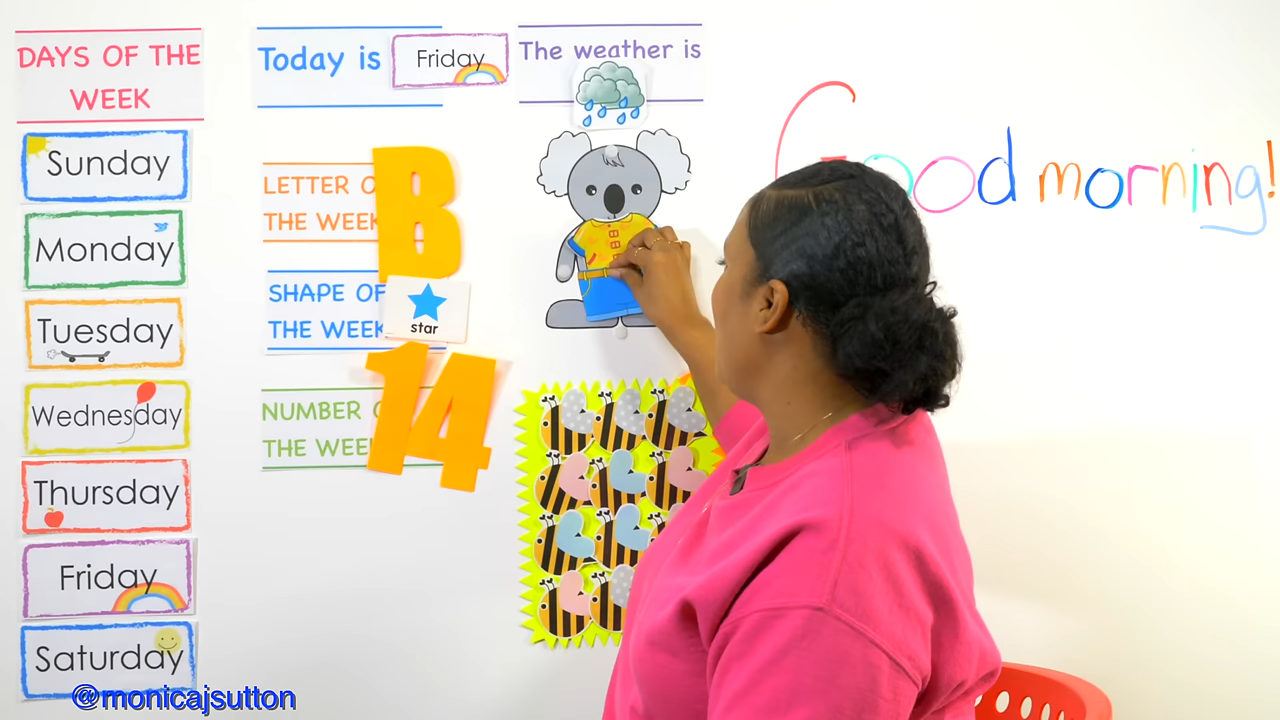 DAYS OF THE
WEEK
Sunday
Monday
Tuesday
Wednesday
Thursday
Friday
Saturday
@monicajsutton
Today is
Friday
LETTER O
THE WEEK
B
SHAPE OF
THE WEEK
star
NUMBER
THE WEEK
14
The weather is
Good morning!